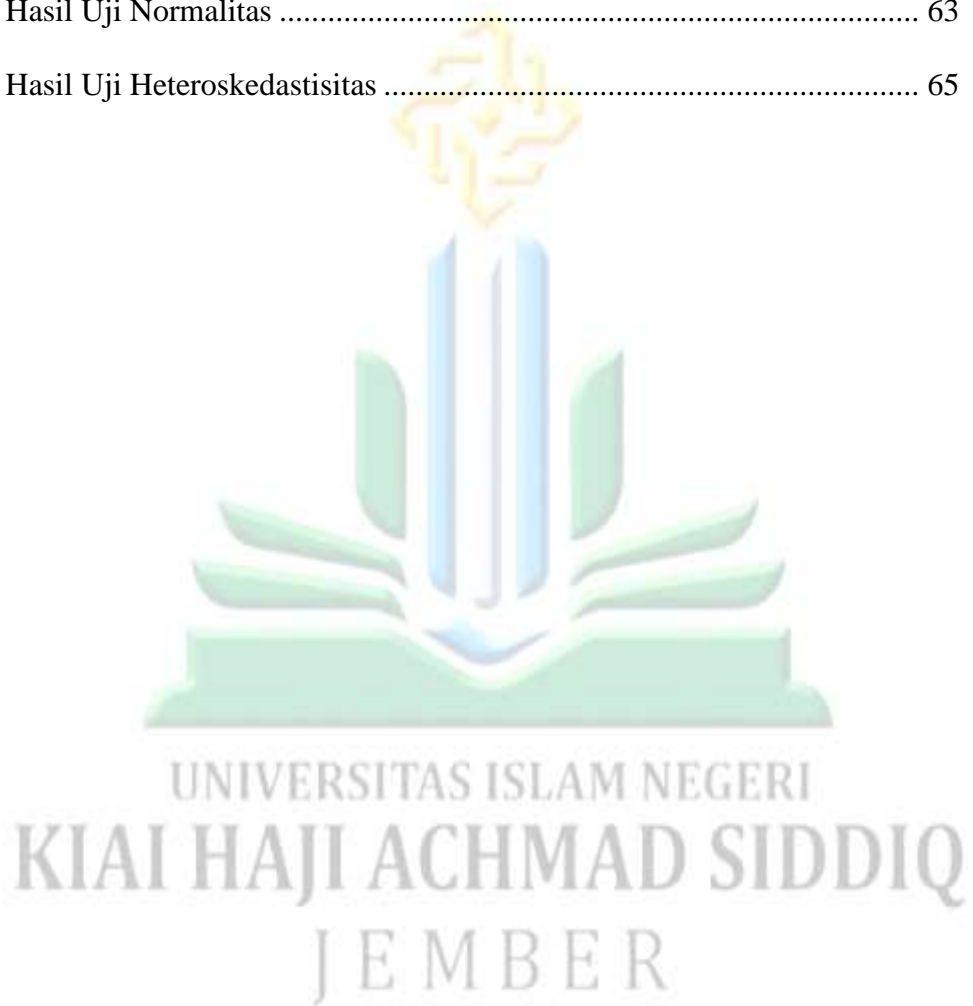 Hasil Uji Normalitas ................................................................................ 63
Hasil Uji Heteroskedastisitas ................................................................... 65
UNIVERSITAS ISLAM NEGERI
KIAI HAJI ACHMAD SIDDIQ
JEMBER